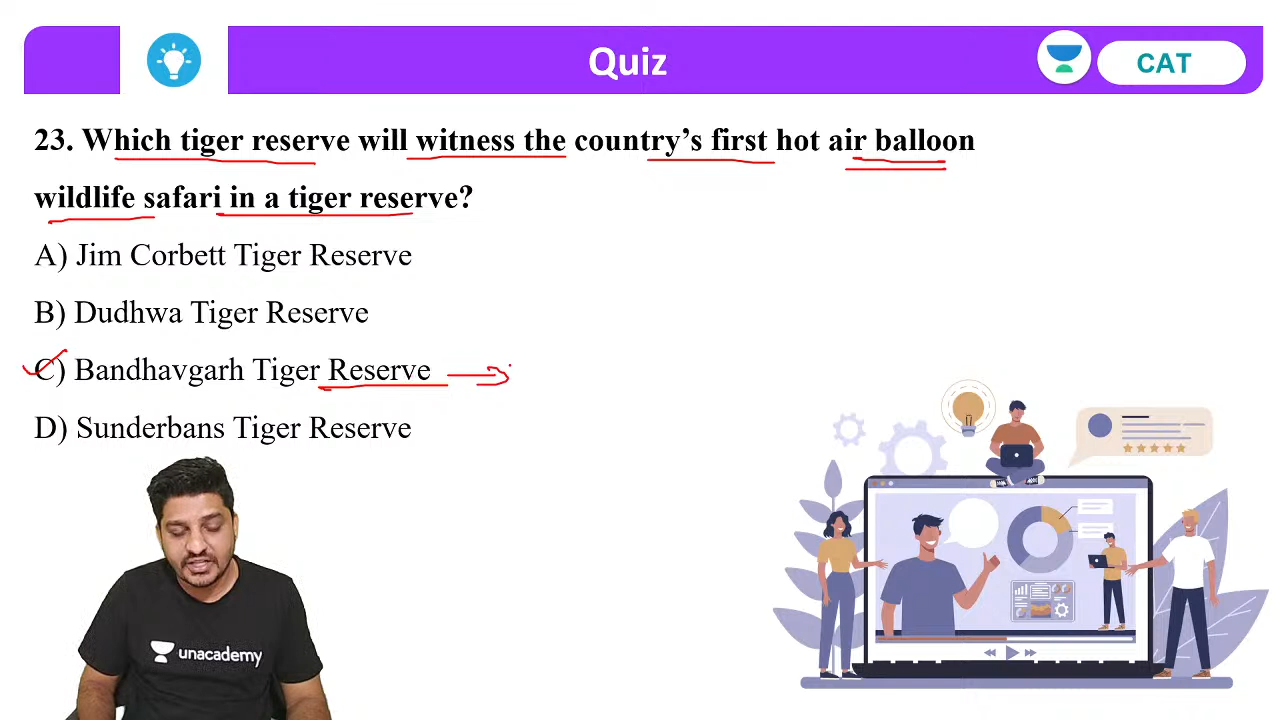 Quiz
CAT
23. Which tiger reserve will witness the country’s first hot air balloon
wildlife safari in a tiger reserve?
A) Jim Corbett Tiger Reserve
B) Dudhwa Tiger Reserve
C) Bandhavgarh Tiger Reserve
D) Sunderbans Tiger Reserve
unacademy